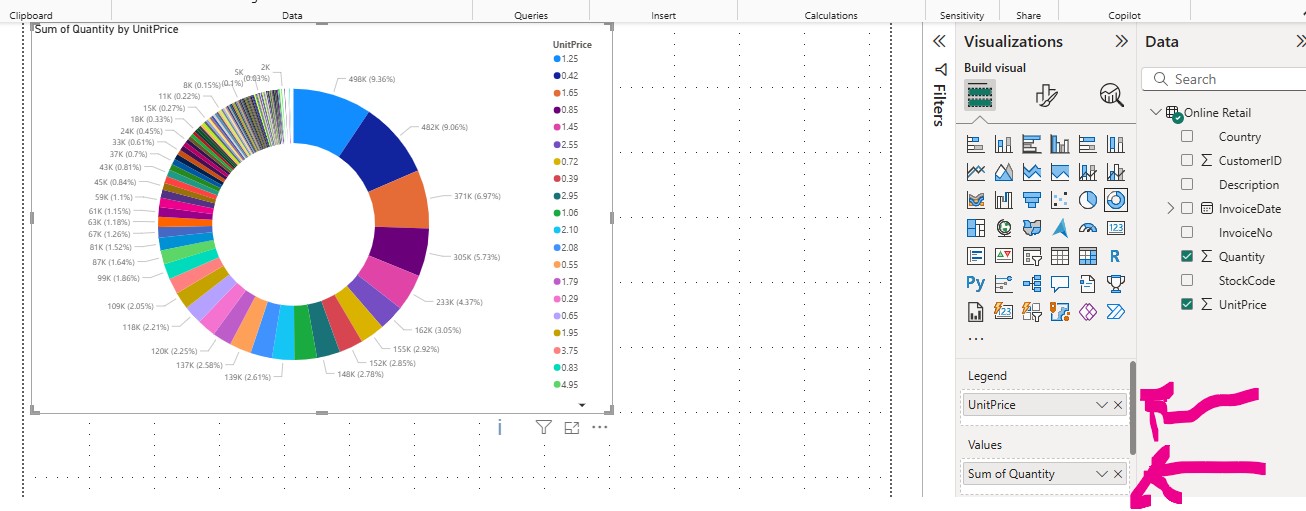 Clipboard
Data
Queries
Insert
Calculations
Sensitivity
Share
Copilot
Sum of Quantity by UnitPrice
498K (9.36%)
482K (9.06%)
371K (6.97%)
305K (5.73%)
233K (4.37%)
162K (3.05%)
155K (2.92%)
152K (2.85%)
148K (2.78%)
139K (2.61%)
137K (2.58%)
120K (2.25%)
118K (2.21%)
109K (2.05%)
99K (1.86%)
87K (1.64%)
81K (1.52%)
67K (1.26%)
63K (1.18%)
61K (1.15%)
59K (1.1%)
45K (0.84%)
43K (0.81%)
37K (0.7%)
33K (0.61%)
24K (0.45%)
18K (0.33%)
15K (0.27%)
11K (0.22%)
8K (0.15%)
5K (0.1%)
2K (0.03%)
UnitPrice
1.25
0.42
1.65
0.85
1.45
2.55
0.72
0.39
2.95
1.06
2.10
2.08
0.55
1.79
0.29
0.65
1.95
3.75
0.83
4.95
Filters
Visualizations
Build visual
123
R
Py
123
Legend
UnitPrice
Values
Sum of Quantity
Data
Search
Online Retail
Country
CustomerID
Description
InvoiceDate
InvoiceNo
Quantity
StockCode
UnitPrice